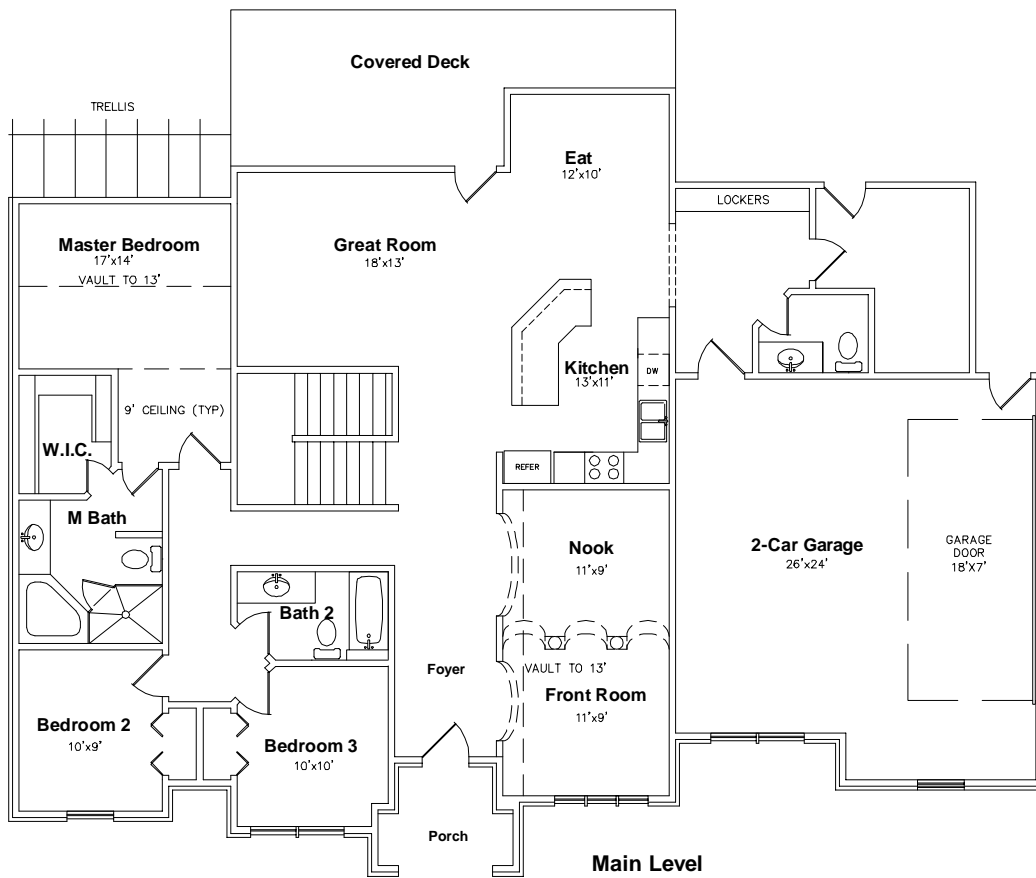 Covered Deck
TRELLIS
Eat
12'x10'
LOCKERS
Master Bedroom
17'x14'
VAULT TO 13'
Great Room
18'x13'
Kitchen
13'x11'
DW
9' CEILING (TYP)
W.I.C.
REFER
M Bath
Nook
11'x9'
2-Car Garage
26'x24'
GARAGE
DOOR
18'X7'
Bath 2
Foyer
VAULT TO 13'
Front Room
11'x9'
Bedroom 2
10'x9'
Bedroom 3
10'x10'
Porch
Main Level